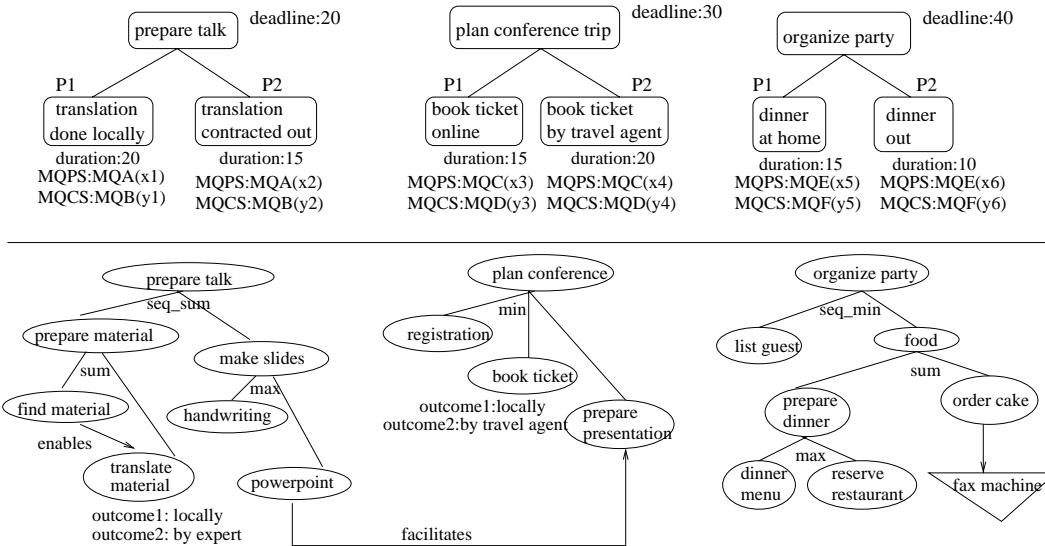 deadline:20
prepare talk
P1
P2
translation
done locally
translation
contracted out
duration:20
MQPS:MQA(x1)
MQCS:MQB(y1)
duration:15
MQPS:MQA(x2)
MQCS:MQB(y2)
deadline:30
plan conference trip
P1
P2
book ticket
online
book ticket
by travel agent
duration:15
MQPS:MQC(x3)
MQCS:MQD(y3)
duration:20
MQPS:MQC(x4)
MQCS:MQD(y4)
deadline:40
organize party
P1
P2
dinner
at home
dinner
out
duration:15
MQPS:MQE(x5)
MQCS:MQF(y5)
duration:10
MQPS:MQE(x6)
MQCS:MQF(y6)
prepare talk
seq_sum
prepare material
make slides
sum
max
find material
handwriting
enables
translate
material
powerpoint
outcome1: locally
outcome2: by expert
facilitates
plan conference
min
registration
book ticket
outcome1:locally
outcome2:by travel agent
prepare
presentation
organize party
seq_min
list guest
food
sum
prepare
dinner
order cake
max
dinner
menu
reserve
restaurant
fax machine